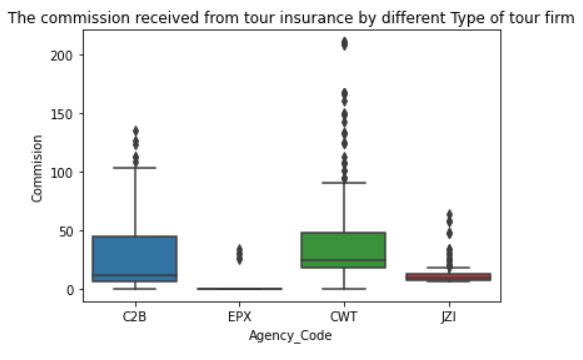 The commission received from tour insurance by different Type of tour firm
200
150
100
50
0
Commision
C2B EPX CWT JZI
Agency_Code